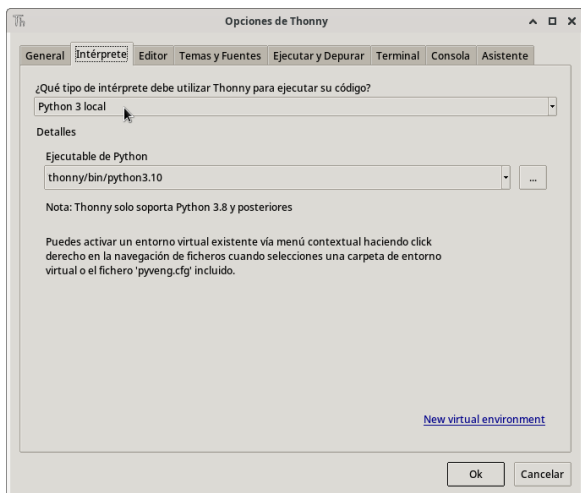 Th
Opciones de Thonny
General Intérprete Editor Temas y Fuentes Ejecutar y Depurar Terminal Consola Asistente
¿Qué tipo de intérprete debe utilizar Thonny para ejecutar su código?
Python 3 local
Detalles
Ejecutable de Python
thonny/bin/python3.10
...
Nota: Thonny solo soporta Python 3.8 y posteriores
Puedes activar un entorno virtual existente vía menú contextual haciendo click
derecho en la navegación de ficheros cuando selecciones una carpeta de entorno
virtual o el fichero 'pyveng.cfg' incluido.
New virtual environment
Ok Cancelar